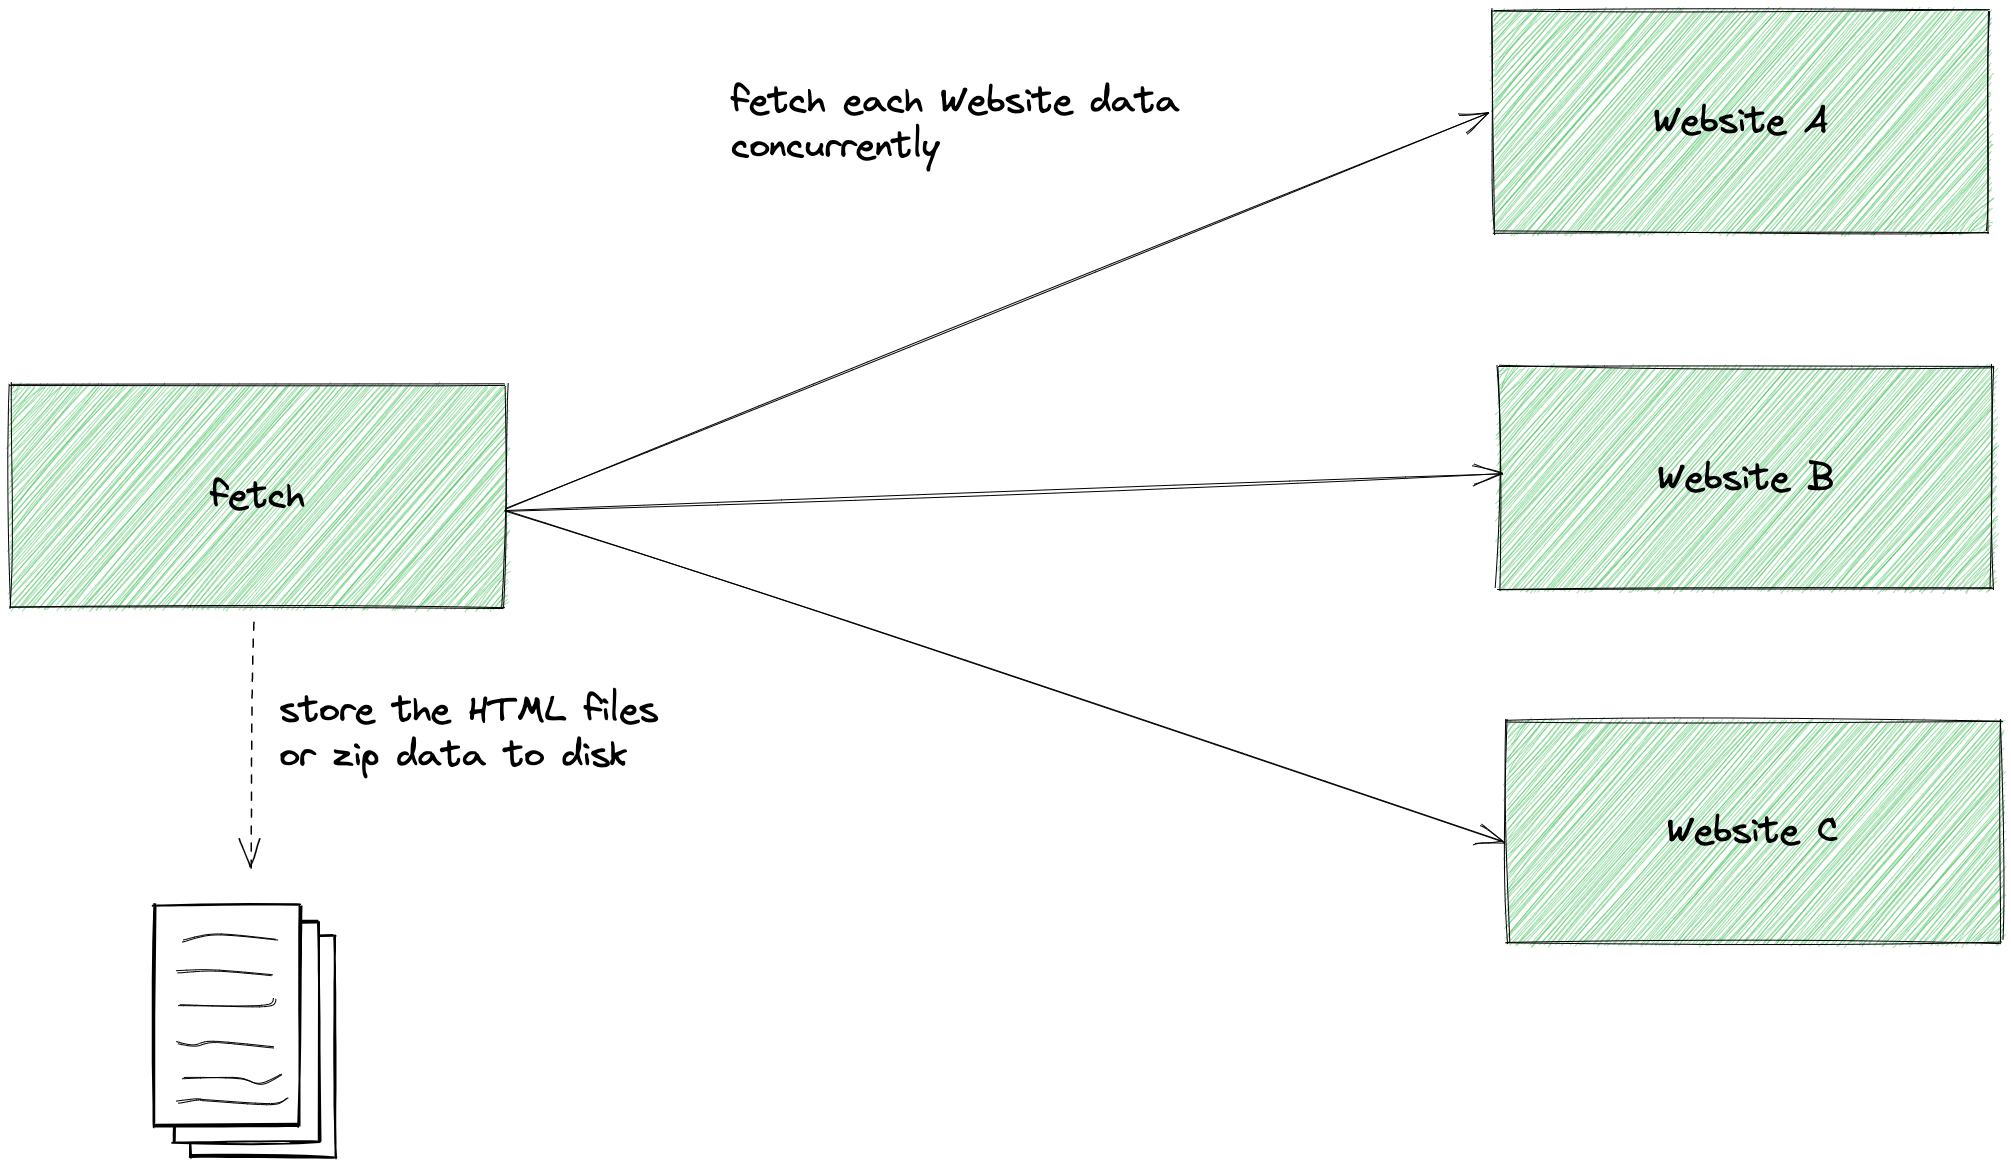 fetch each Website data
concurrently
Website A
Website B
fetch
store the HTML files
or zip data to disk
Website C